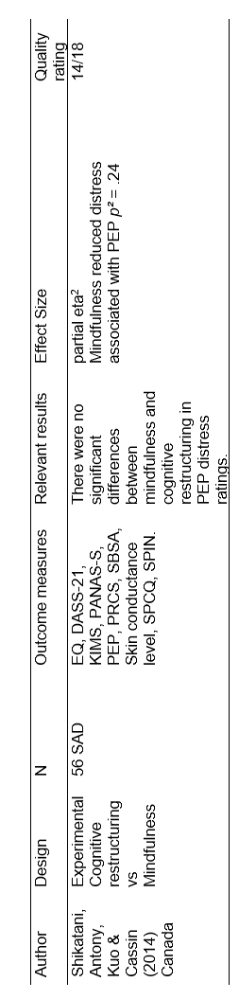 Author
Design
N
Outcome measures
Relevant results
Effect Size
Quality
rating
Shikatani,
Antony,
Kuo &
Cassin
(2014)
Canada
Experimental
Cognitive
restructuring
vs
Mindfulness
56 SAD
EQ, DASS-21,
KIMS, PANAS-S,
PEP, PRCS, SBSA,
Skin conductance
level, SPCQ, SPIN.
There were no
significant
differences
between
mindfulness and
cognitive
restructuring in
PEP distress
ratings.
partial eta²
Mindfulness reduced distress
associated with PEP p² = .24
14/18